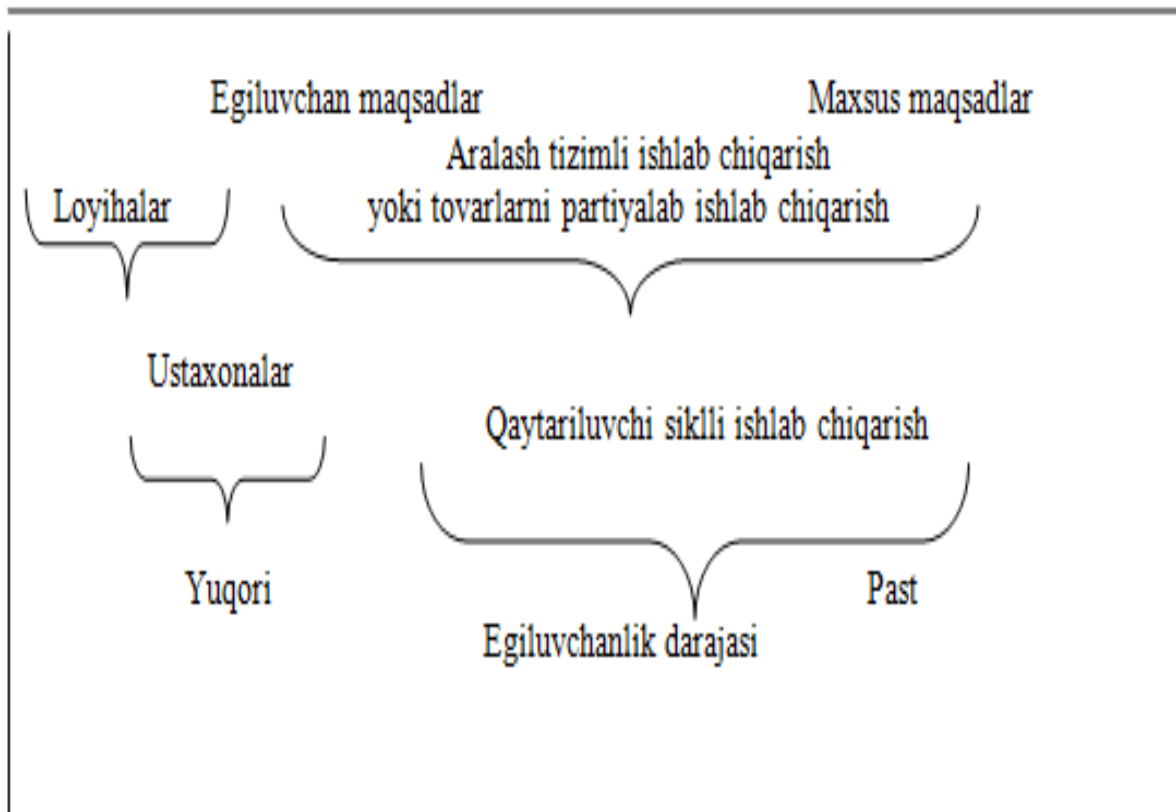 Egiluvchan maqsadlar Maxsus maqsadlar
Aralash tizimli ishlab chiqarish
Loyihalar yoki tovarlarni partiyalab ishlab chiqarish
Ustaxonalar
Qaytariluvchi siklli ishlab chiqarish
Yuqori Past
Egiluvchanlik darajasi